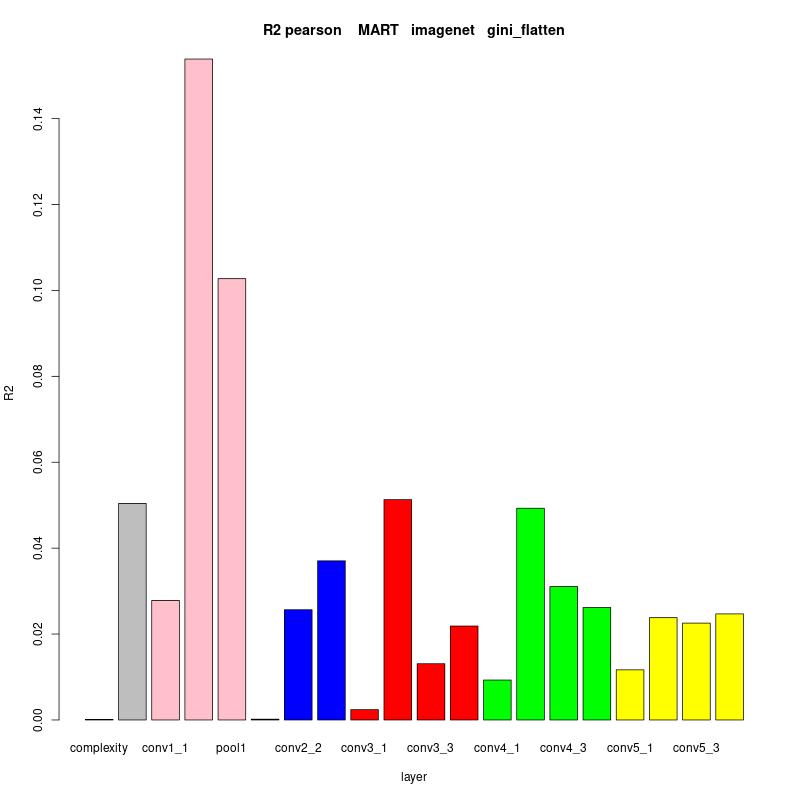 R2 pearson MART imagenet gini_flatten
R2
0.14
0.12
0.10
0.08
0.06
0.04
0.02
0.00
complexity conv1_1 pool1 conv2_2 conv3_1 conv3_3 conv4_1 conv4_3 conv5_1 conv5_3
layer